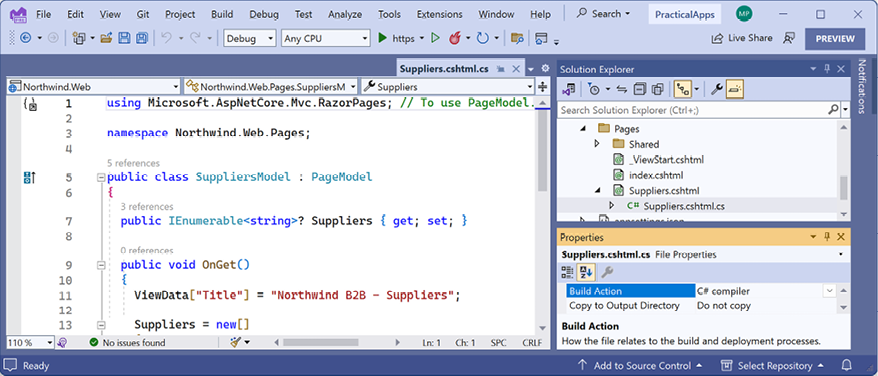 File Edit View Git Project Build Debug Test Analyze Tools Extensions Window Help Search PracticalApps MP
Debug Any CPU https Live Share PREVIEW
Suppliers.cshtml.cs
Northwind.Web Northwind.Web.Pages.SuppliersM Suppliers
1 using Microsoft.AspNetCore.Mvc.RazorPages; // To use PageModel.
2
3 namespace Northwind.Web.Pages;
4
5 references
5 public class SuppliersModel : PageModel
6 {
3 references
7 public IEnumerable<string>? Suppliers { get; set; }
8
0 references
9 public void OnGet()
10 {
11 ViewData["Title"] = "Northwind B2B - Suppliers";
12
13 Suppliers = new[]
110 % No issues found Ln: 1 Ch: 1 SPC CRLF
Solution Explorer
Search Solution Explorer (Ctrl+;)
Pages
Shared
_ViewStart.cshtml
index.cshtml
Suppliers.cshtml
C# Suppliers.cshtml.cs
appsettings.json
Properties
Suppliers.cshtml.cs File Properties
Build Action C# compiler
Copy to Output Directory Do not copy
Build Action
How the file relates to the build and deployment processes.
Notifications
Ready Add to Source Control Select Repository